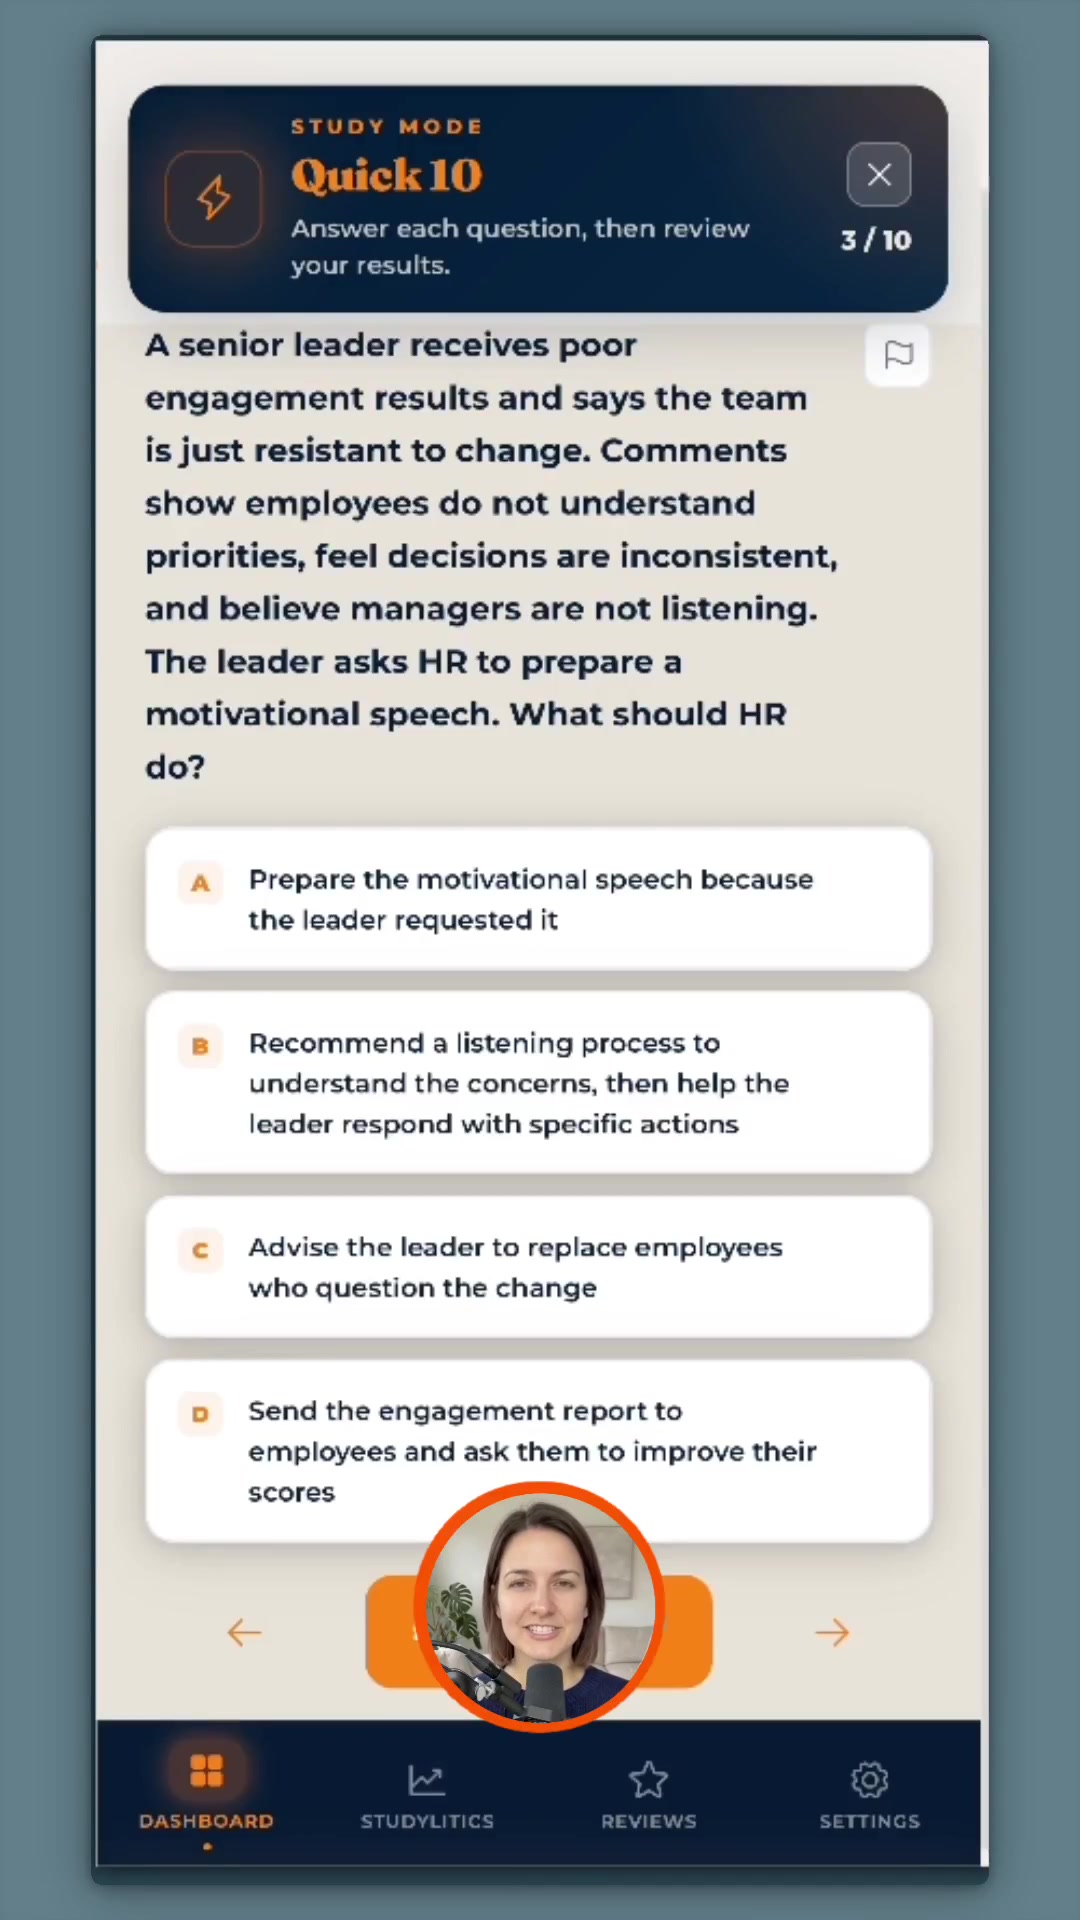 STUDY MODE
Quick 10
Answer each question, then review
your results.
3 / 10
A senior leader receives poor
engagement results and says the team
is just resistant to change. Comments
show employees do not understand
priorities, feel decisions are inconsistent,
and believe managers are not listening.
The leader asks HR to prepare a
motivational speech. What should HR
do?
A
Prepare the motivational speech because
the leader requested it
B
Recommend a listening process to
understand the concerns, then help the
leader respond with specific actions
C
Advise the leader to replace employees
who question the change
D
Send the engagement report to
employees and ask them to improve their
scores
DASHBOARD
STUDYLITICS
REVIEWS
SETTINGS